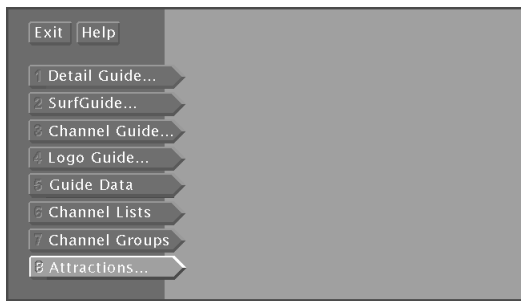 Exit Help
1 Detail Guide...
2 SurfGuide...
3 Channel Guide...
4 Logo Guide...
5 Guide Data
6 Channel Lists
7 Channel Groups
8 Attractions...